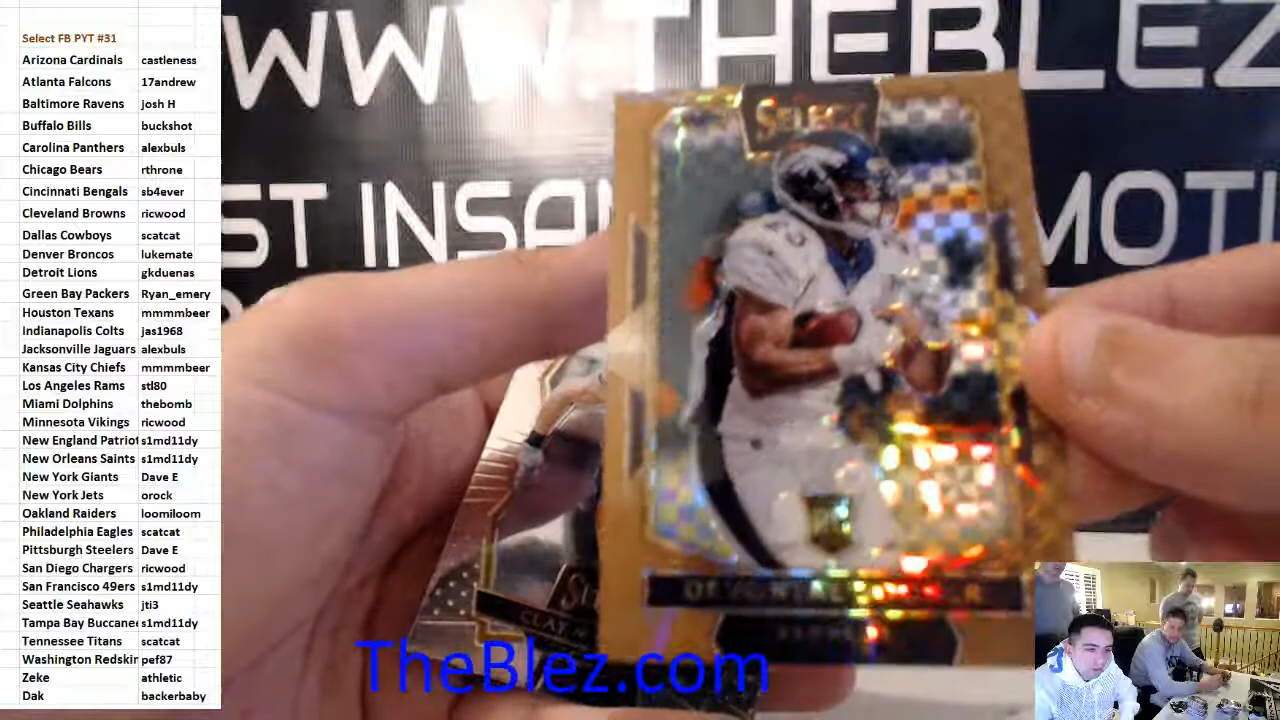 Select FB PYT #31
Arizona Cardinals castleness
Atlanta Falcons 17andrew
Baltimore Ravens josh H
Buffalo Bills buckshot
Carolina Panthers alexbuls
Chicago Bears rthrone
Cincinnati Bengals sb4ever
Cleveland Browns ricwood
Dallas Cowboys scatcat
Denver Broncos lukemate
Detroit Lions gkduenas
Green Bay Packers Ryan_emery
Houston Texans mmmmbeer
Indianapolis Colts jas1968
Jacksonville Jaguars alexbuls
Kansas City Chiefs mmmmbeer
Los Angeles Rams stl80
Miami Dolphins thebomb
Minnesota Vikings ricwood
New England Patriot s1md11dy
New Orleans Saints s1md11dy
New York Giants Dave E
New York Jets orock
Oakland Raiders loomiloom
Philadelphia Eagles scatcat
Pittsburgh Steelers Dave E
San Diego Chargers ricwood
San Francisco 49ers s1md11dy
Seattle Seahawks jti3
Tampa Bay Buccanee s1md11dy
Tennessee Titans scatcat
Washington Redskin pef87
Zeke athletic
Dak backerbaby
WWW.THEBLEZ
ST INSA MOTI
Select
CLAY
TheBlez.com